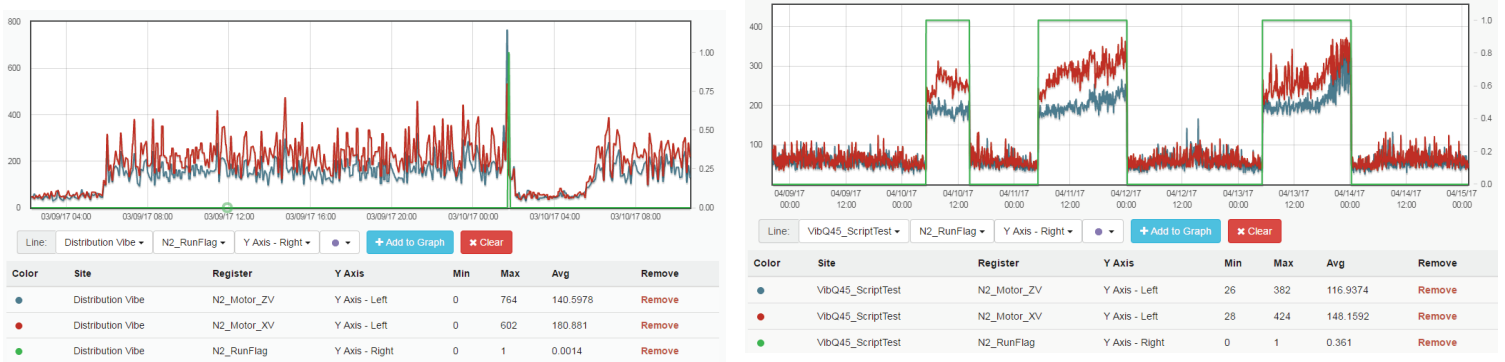 800
600
400
200
0
1.00
0.75
0.50
0.25
0.00
03/09/17 04:00 03/09/17 08:00 03/09/17 12:00 03/09/17 16:00 03/09/17 22:00 03/10/17 00:00 03/10/17 04:00 03/10/17 08:00
Line: Distribution Vibe N2_RunFlag Y Axis - Right Add to Graph Clear
Color Site Register Y Axis Min Max Avg Remove
Distribution Vibe N2_Motor_ZV Y Axis - Left 0 764 140.5978 Remove
Distribution Vibe N2_Motor_XV Y Axis - Left 0 602 180.881 Remove
Distribution Vibe N2_RunFlag Y Axis - Right 0 1 0.0014 Remove
400
300
200
100
1.0
0.8
0.6
0.4
0.2
0.0
04/09/17 04/09/17 04/10/17 04/10/17 04/11/17 04/11/17 04/12/17 04/12/17 04/13/17 04/13/17 04/14/17 04/14/17 04/15/17
00:00 12:00 00:00 12:00 00:00 12:00 00:00 12:00 00:00 12:00 00:00 00:00 00:00
Line: VibQ45_ScriptTest N2_RunFlag Y Axis - Right Add to Graph Clear
Color Site Register Y Axis Min Max Avg Remove
VibQ45_ScriptTest N2_Motor_ZV Y Axis - Left 26 382 116.9374 Remove
VibQ45_ScriptTest N2_Motor_XV Y Axis - Left 28 424 148.1592 Remove
VibQ45_ScriptTest N2_RunFlag Y Axis - Right 0 1 0.361 Remove